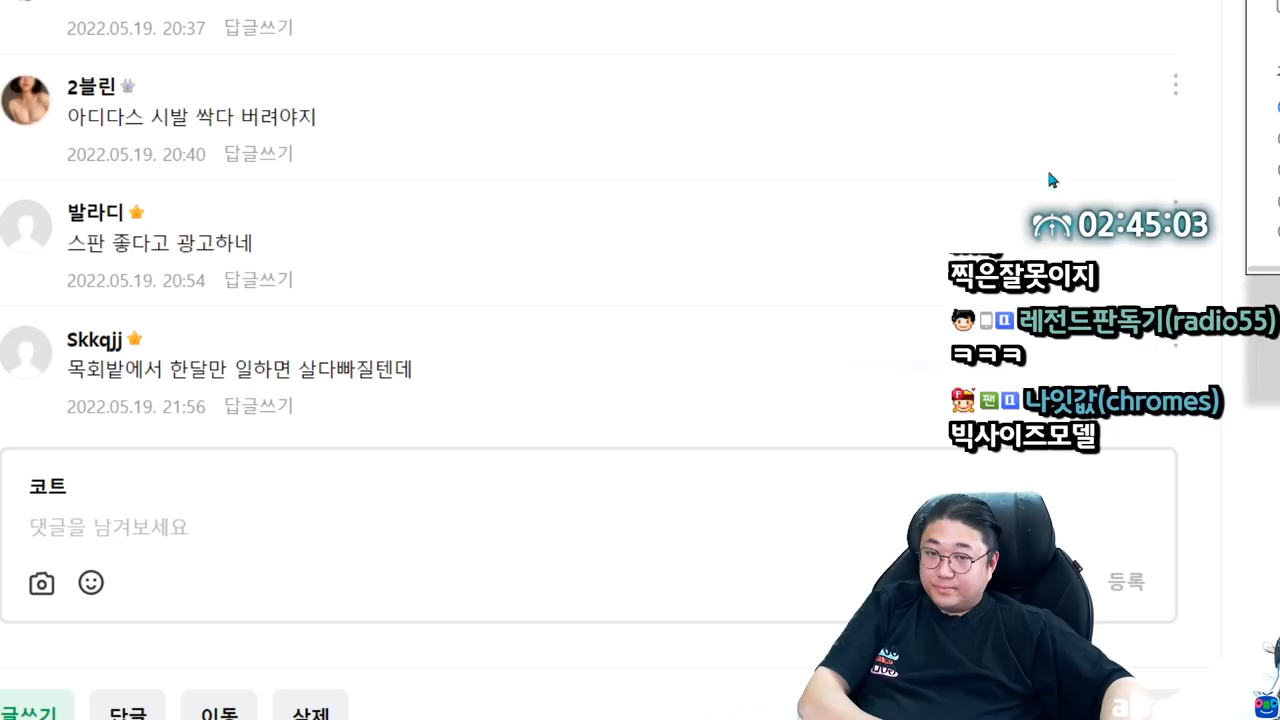 2022.05.19. 20:37 답글쓰기
2블린
아디다스 시발 싹다 버려야지
2022.05.19. 20:40 답글쓰기
발라디
스판 좋다고 광고하네
2022.05.19. 20:54 답글쓰기
Skkqjj
목회밭에서 한달만 일하면 살다빠질텐데
2022.05.19. 21:56 답글쓰기
코트
댓글을 남겨보세요
등록
글쓰기 답글 이동 삭제
02:45:03
찍은잘못이지
레전드판독기(radio55)
ㅋㅋㅋ
팬 나잇값(chromes)
빅사이즈모델